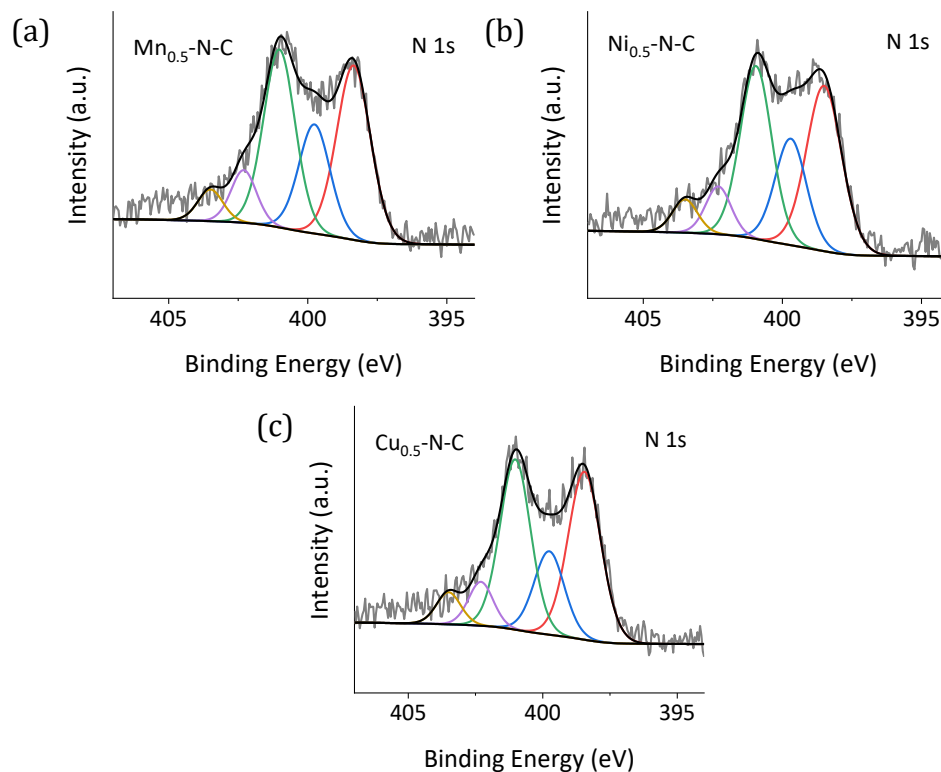 (a)
Mn0.5-N-C
N 1s
Intensity (a.u.)
405
400
395
Binding Energy (eV)
(b)
Ni0.5-N-C
N 1s
Intensity (a.u.)
405
400
395
Binding Energy (eV)
(c)
Cu0.5-N-C
N 1s
Intensity (a.u.)
405
400
395
Binding Energy (eV)